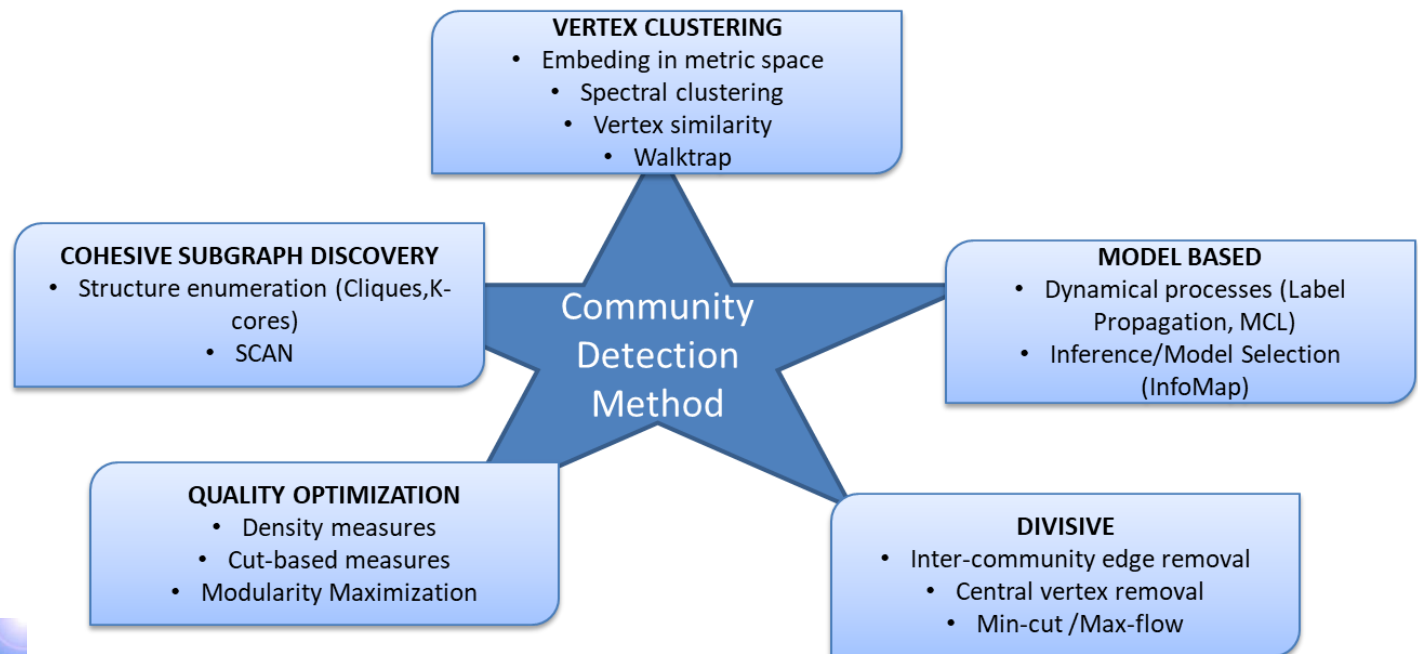 VERTEX CLUSTERING
• Embeding in metric space
• Spectral clustering
• Vertex similarity
• Walktrap
COHESIVE SUBGRAPH DISCOVERY
• Structure enumeration (Cliques,K-
cores)
• SCAN
Community
Detection
Method
MODEL BASED
• Dynamical processes (Label
Propagation, MCL)
• Inference/Model Selection
(InfoMap)
QUALITY OPTIMIZATION
• Density measures
• Cut-based measures
• Modularity Maximization
DIVISIVE
• Inter-community edge removal
• Central vertex removal
• Min-cut /Max-flow